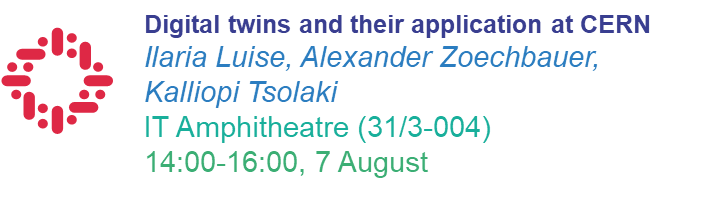 Digital twins and their application at CERN
Ilaria Luise, Alexander Zoechbauer,
Kalliopi Tsolaki
IT Amphitheatre (31/3-004)
14:00-16:00, 7 August